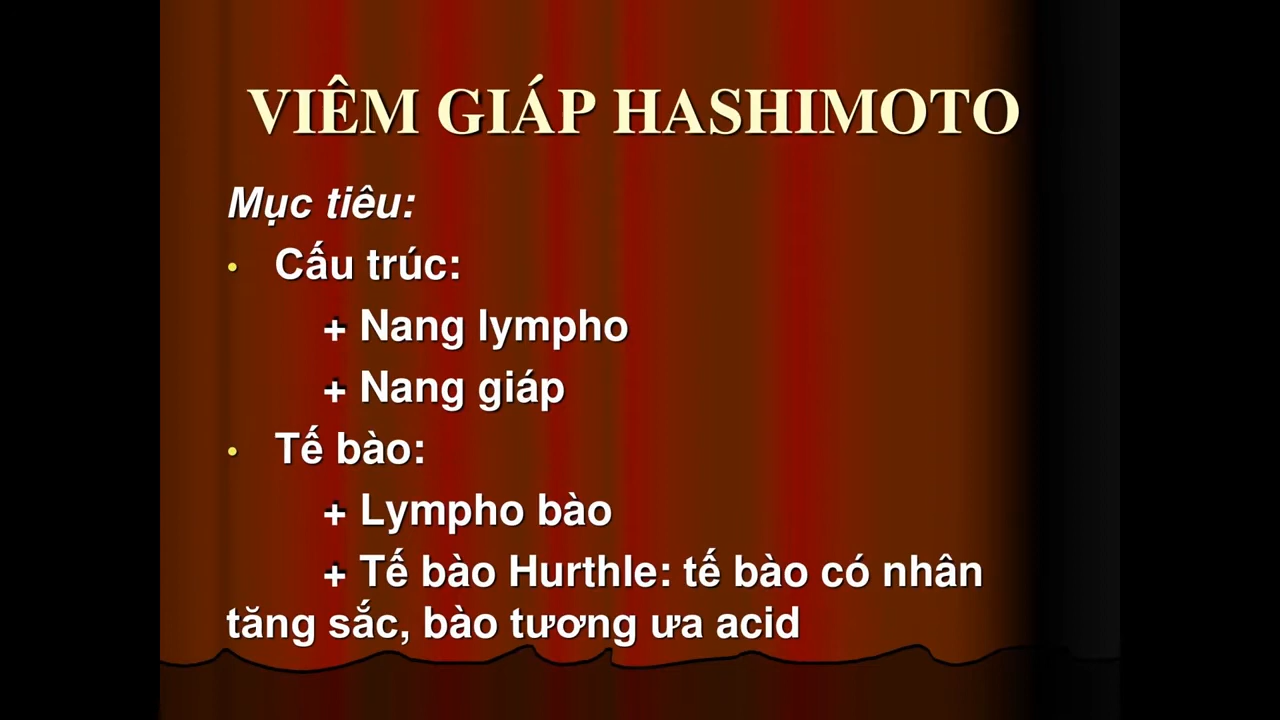 VIÊM GIÁP HASHIMOTO
Mục tiêu:
• Cấu trúc:
+ Nang lympho
+ Nang giáp
• Tế bào:
+ Lympho bào
+ Tế bào Hurthle: tế bào có nhân
tăng sắc, bào tương ưa acid